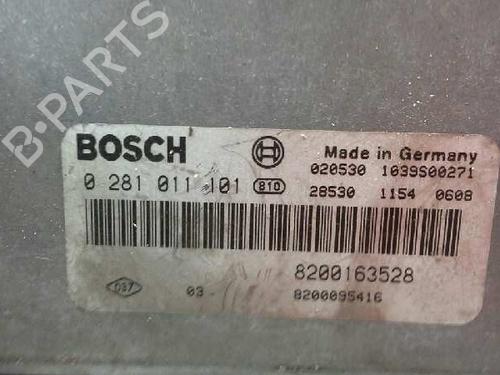 B-PARTS
BOSCH
Made in Germany
020530 1039S00271
0 281 011 101 810 28530 1154 0608
8200163528
037 03- 8200095416